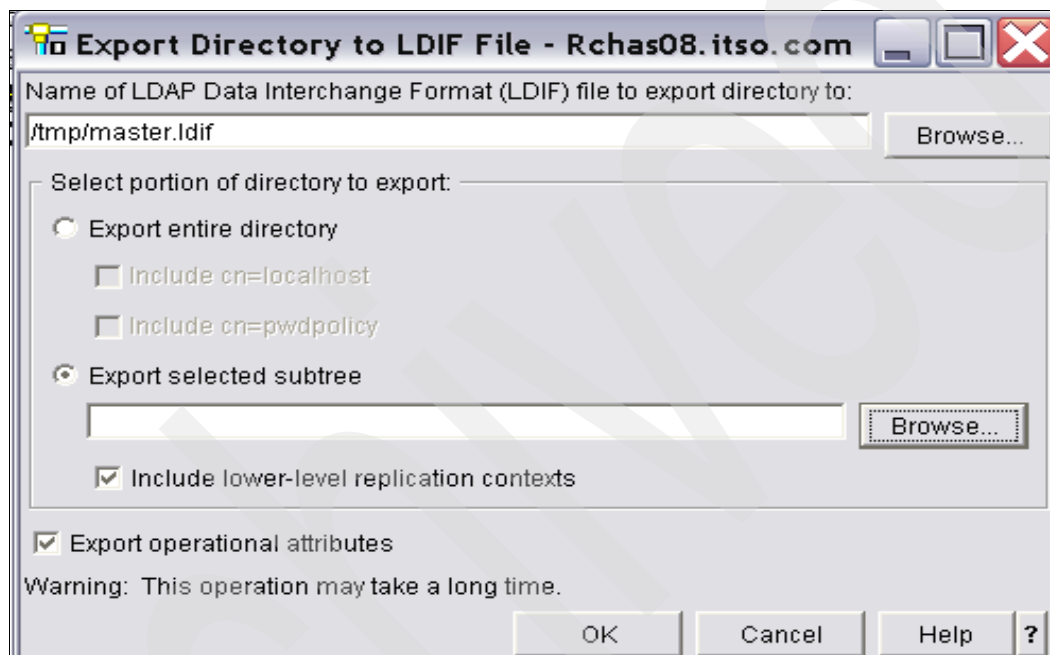 Export Directory to LDIF File - Rchas08.itso.com
Name of LDAP Data Interchange Format (LDIF) file to export directory to:
/tmp/master.ldif Browse...
Select portion of directory to export:
Export entire directory
Include cn=localhost
Include cn=pwdpolicy
Export selected subtree
Browse...
Include lower-level replication contexts
Export operational attributes
Warning: This operation may take a long time.
OK Cancel Help ?